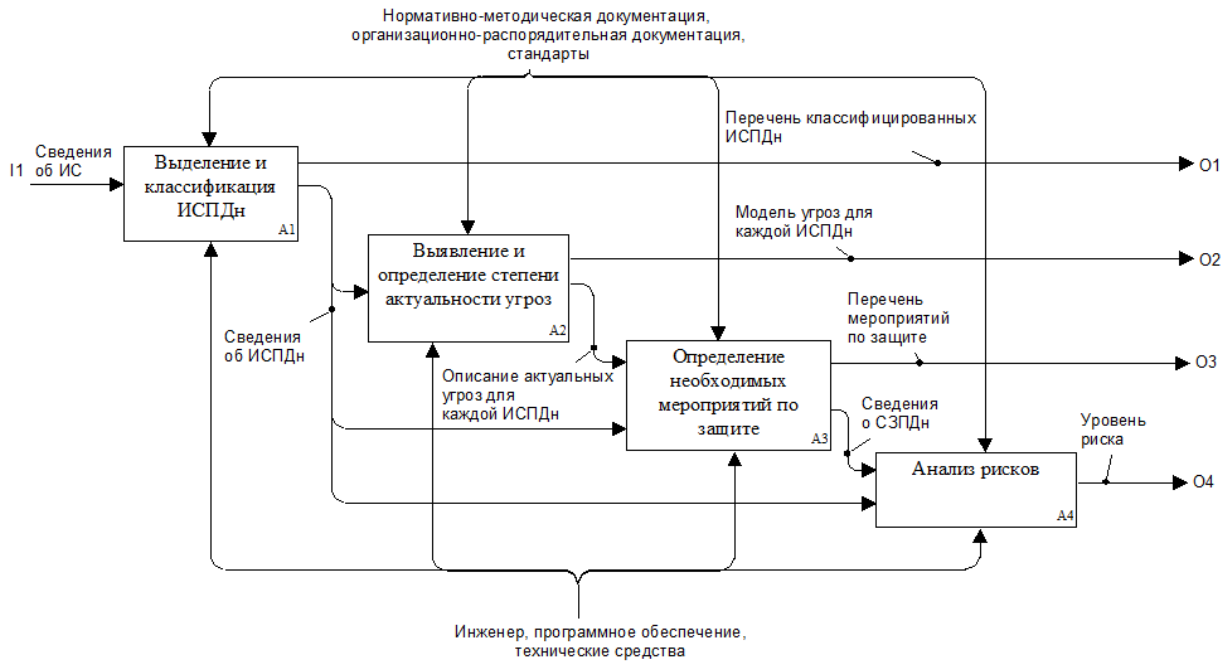 Нормативно-методическая документация,
организационно-распорядительная документация,
стандарты
Перечень классифицированных
ИСПДн
Сведения
об ИС
I1
Выделение и
классификация
ИСПДн
A1
O1
Модель угроз для
каждой ИСПДн
Выявление и
определение степени
актуальности угроз
A2
O2
Сведения
об ИСПДн
Перечень
мероприятий
по защите
Описание актуальных
угроз для
каждой ИСПДн
Определение
необходимых
мероприятий по
защите
A3
O3
Сведения
о СЗПДн
Уровень
риска
Анализ рисков
A4
O4
Инженер, программное обеспечение,
технические средства